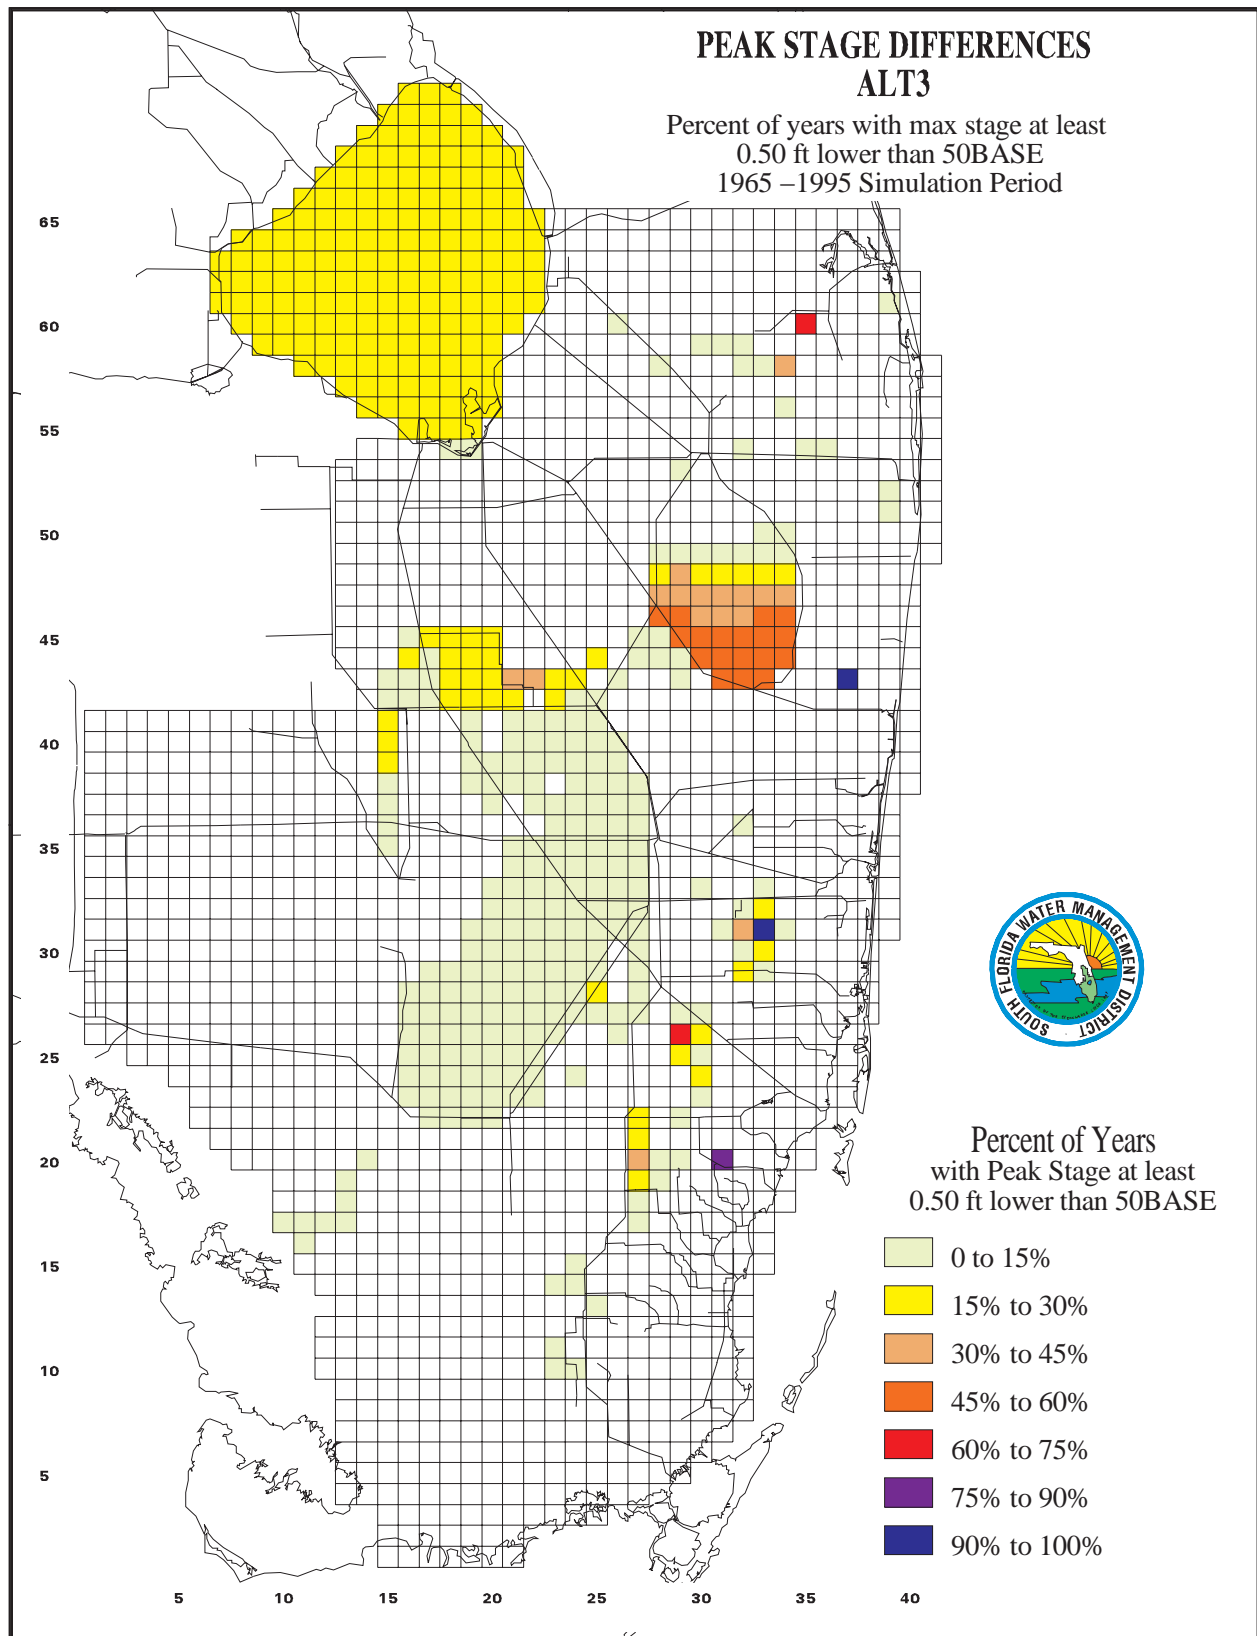 PEAK STAGE DIFFERENCES
ALT3
Percent of years with max stage at least
0.50 ft lower than 50BASE
1965 –1995 Simulation Period
65
60
55
50
45
40
35
30
25
20
15
10
5
5 10 15 20 25 30 35 40
SOUTH FLORIDA WATER MANAGEMENT DISTRICT
Percent of Years
with Peak Stage at least
0.50 ft lower than 50BASE
0 to 15%
15% to 30%
30% to 45%
45% to 60%
60% to 75%
75% to 90%
90% to 100%